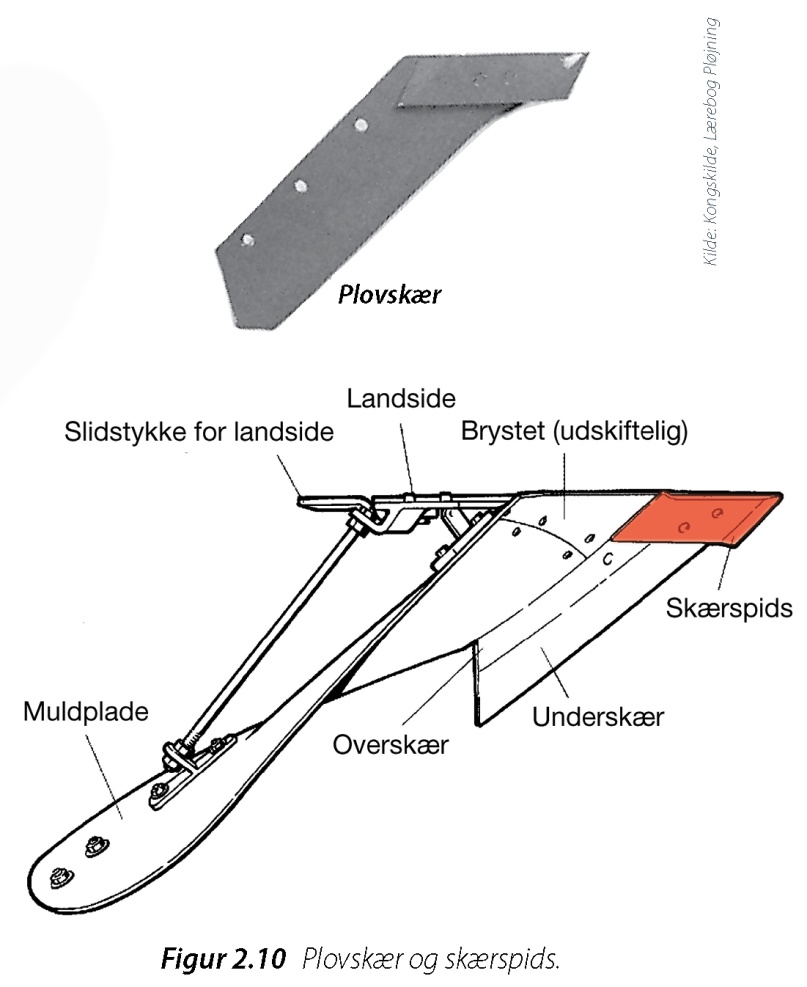 Kilde: Kongskilde, Lærebog Pløjning
Plovskær
Landside
Slidstykke for landside
Brystet (udskiftelig)
Skærspids
Muldplade
Underskær
Overskær
Figur 2.10 Plovskær og skærspids.